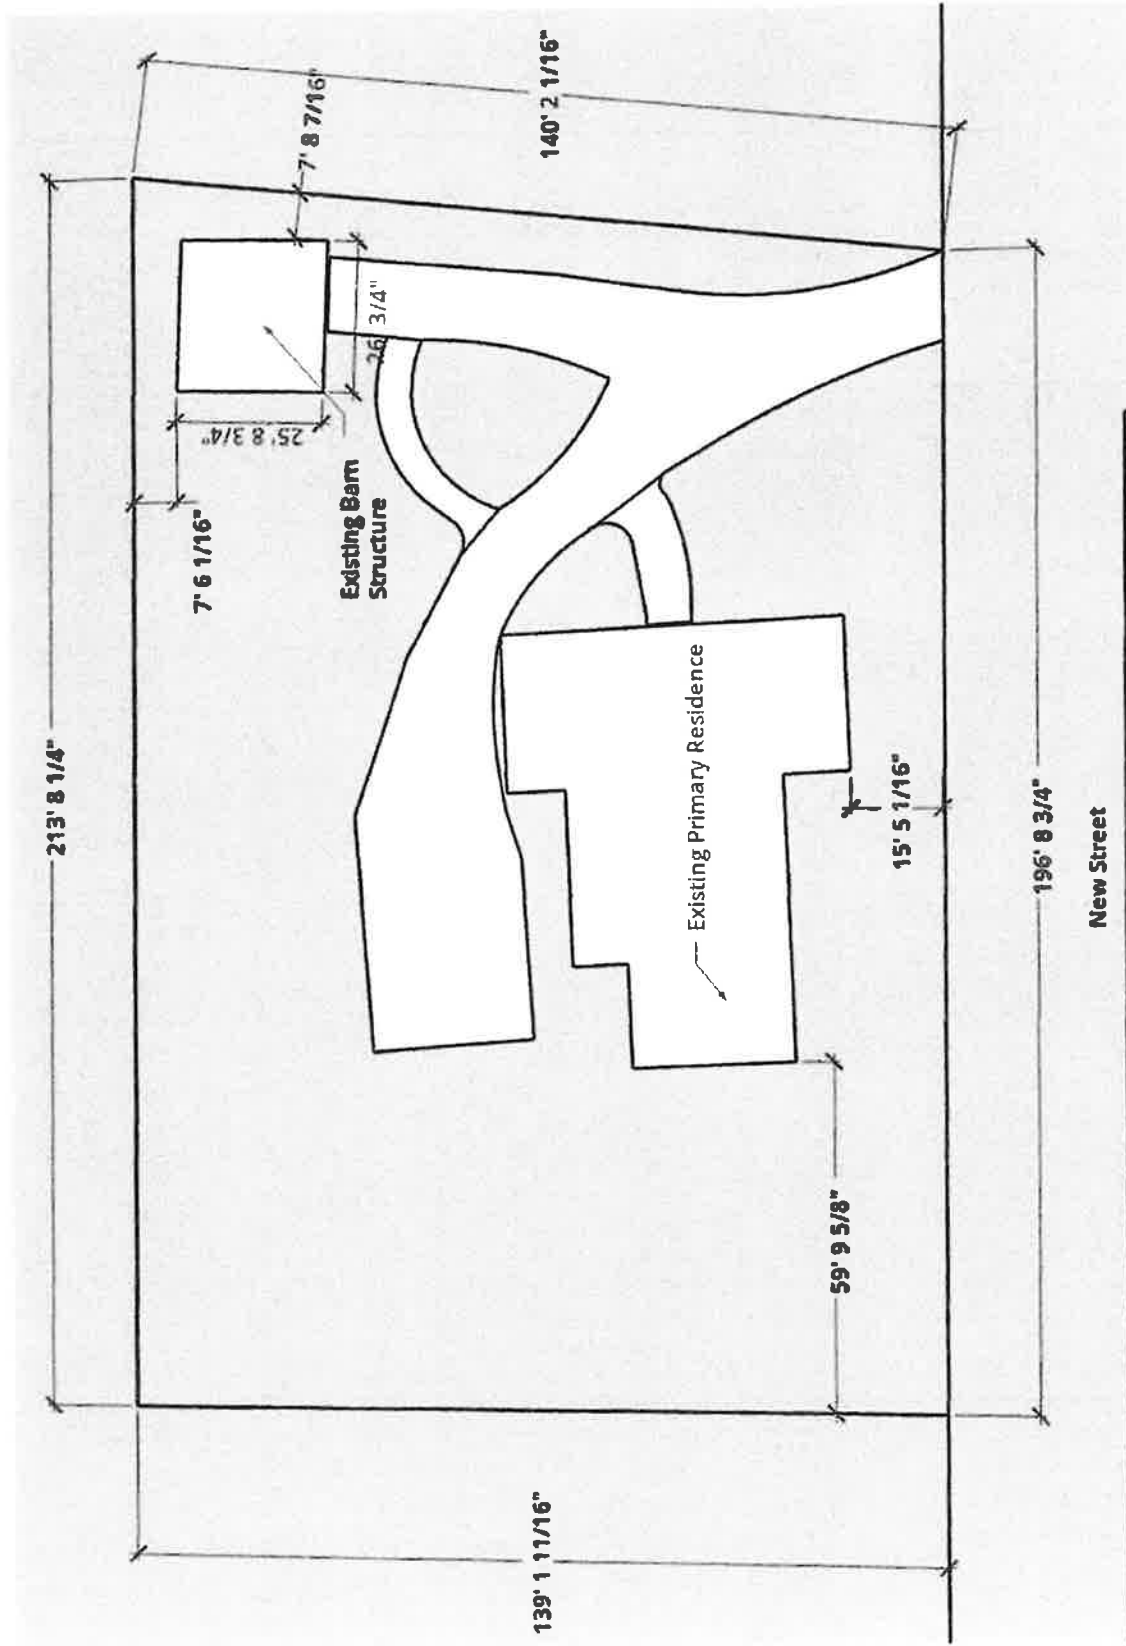 213' 8 1/4"
140' 2 1/16"
7' 8 7/16"
26' 3/4"
25' 8 3/4"
7' 6 1/16"
Existing Barn
Structure
Existing Primary Residence
15' 5 1/16"
59' 9 5/8"
139' 1 11/16"
196' 8 3/4"
New Street